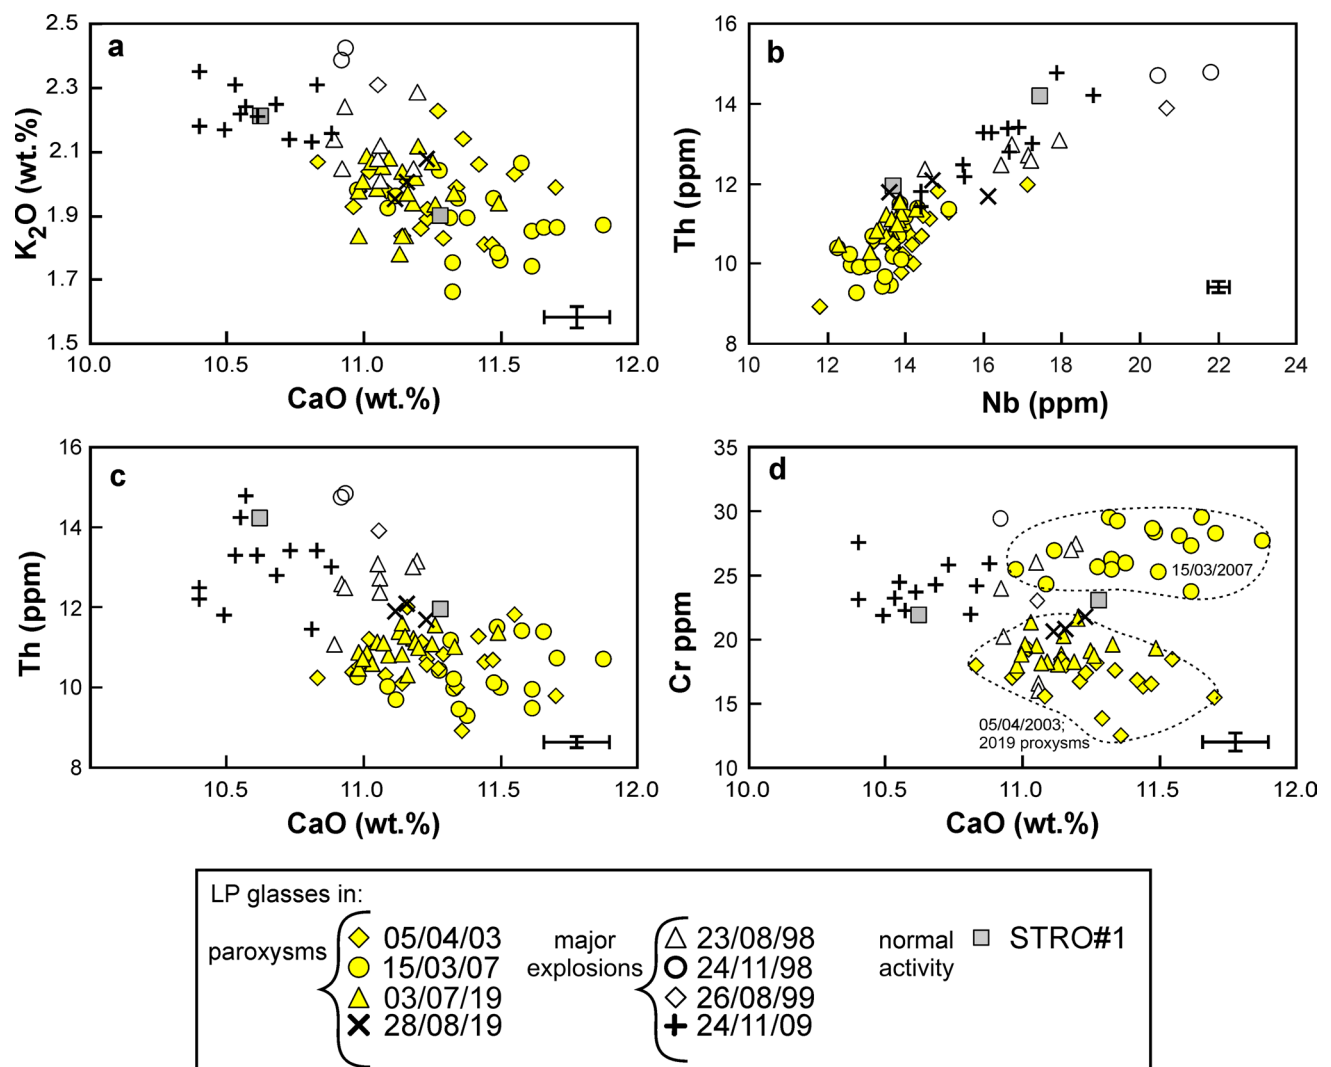 a
2.5
2.3
2.1
1.9
1.7
1.5
K2O (wt.%)
10.0 10.5 11.0 11.5 12.0
CaO (wt.%)
b
16
14
12
10
8
Th (ppm)
10 12 14 16 18 20 22 24
Nb (ppm)
c
16
14
12
10
8
Th (ppm)
10.5 11.0 11.5 12.0
CaO (wt.%)
d
35
30
25
20
15
10
Cr ppm
15/03/2007
05/04/2003;
2019 proxysms
10.0 10.5 11.0 11.5 12.0
CaO (wt.%)
LP glasses in:
paroxysms
05/04/03
15/03/07
03/07/19
28/08/19
major
explosions
23/08/98
24/11/98
26/08/99
24/11/09
normal
activity
STRO#1